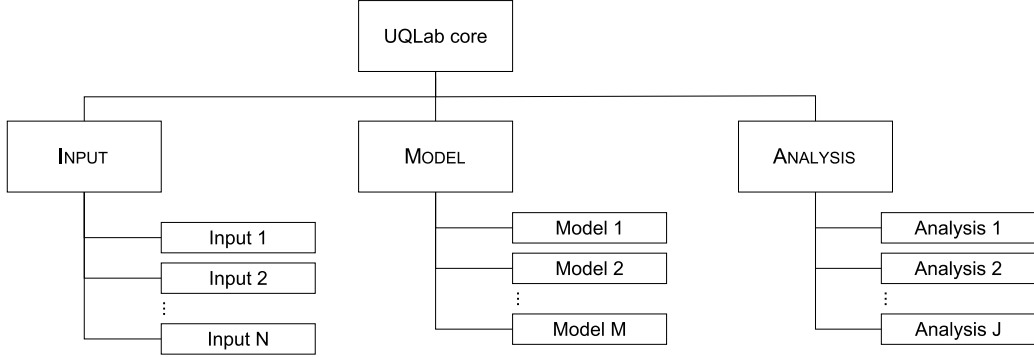 UQLab core
INPUT
MODEL
ANALYSIS
Input 1
Input 2
⋮
Input N
Model 1
Model 2
⋮
Model M
Analysis 1
Analysis 2
⋮
Analysis J